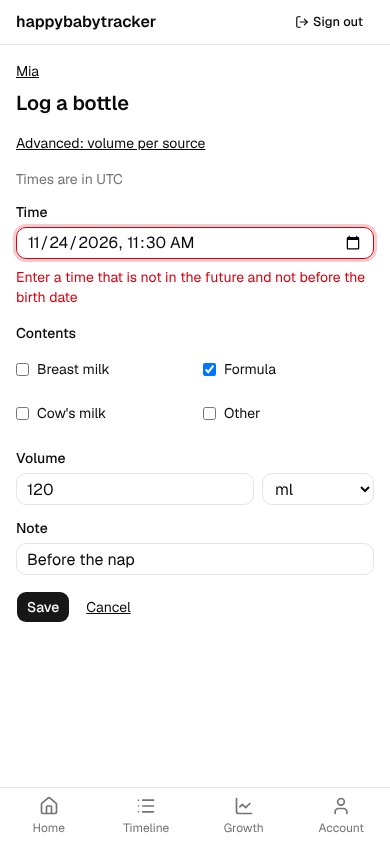 happybabytracker
Sign out
Mia
Log a bottle
Advanced: volume per source
Times are in UTC
Time
11/24/2026, 11:30 AM
Enter a time that is not in the future and not before the
birth date
Contents
Breast milk
Formula
Cow's milk
Other
Volume
120
ml
Note
Before the nap
Save
Cancel
Home
Timeline
Growth
Account